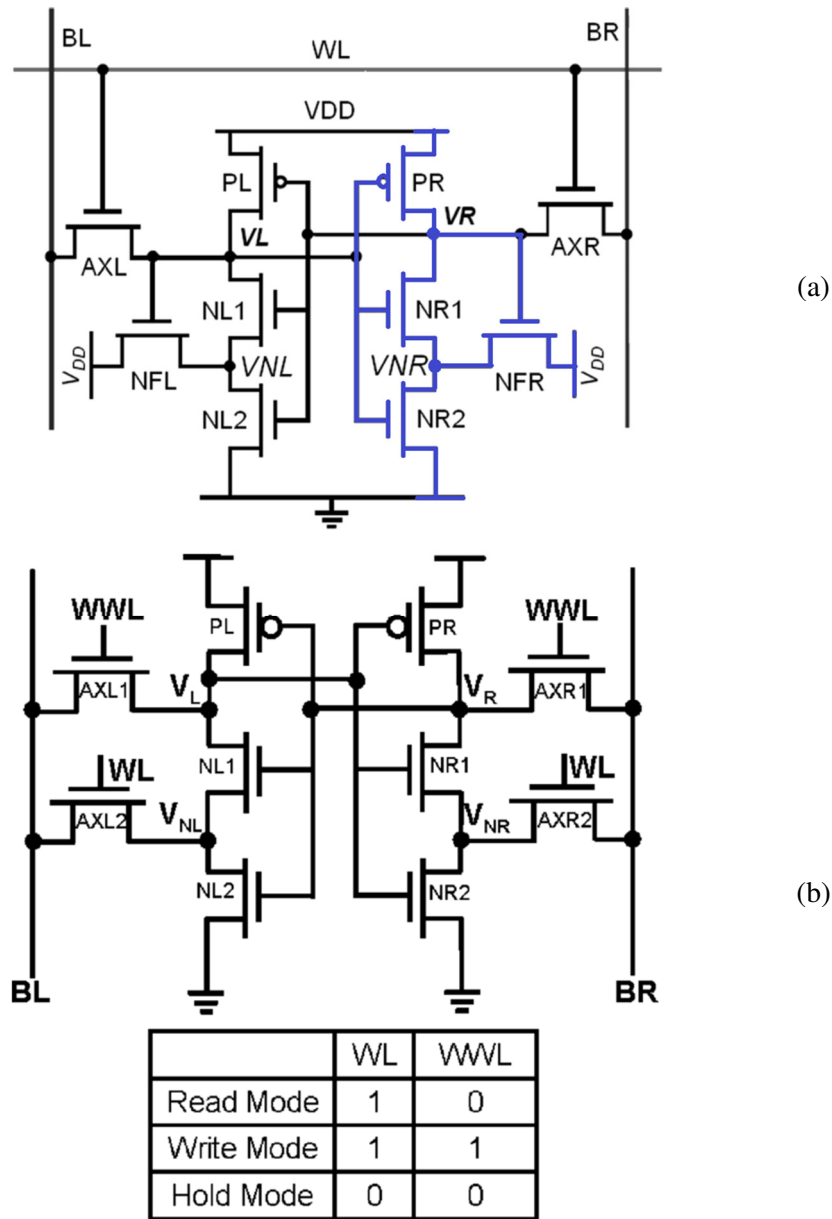 BL
BR
WL
VDD
PL
PR
VL
VR
AXL
AXR
NL1
NR1
VDD
NFL
VNL
VNR
NFR
VDD
NL2
NR2
(a)
WWL
WWL
PL
PR
AXL1
VL
VR
AXR1
NL1
NR1
WL
WL
AXL2
VNL
VNR
AXR2
NL2
NR2
(b)
BL
BR
WL WWL
Read Mode 1 0
Write Mode 1 1
Hold Mode 0 0